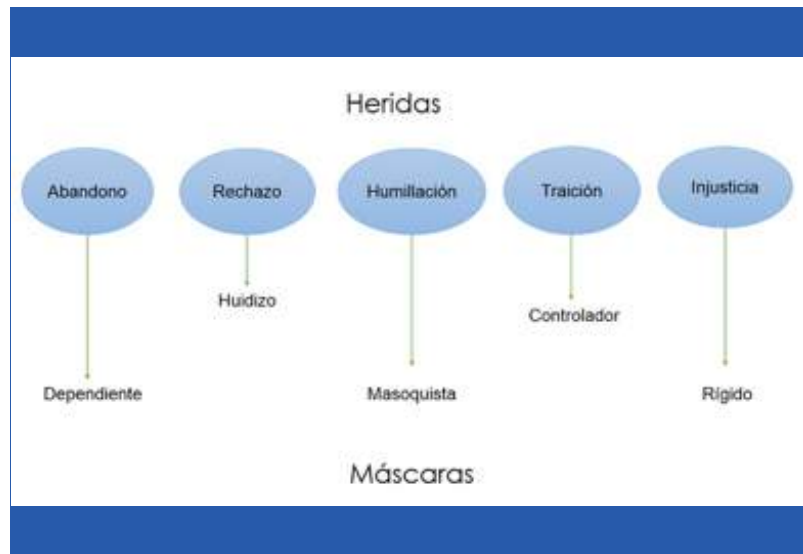 Heridas
Abandono
Rechazo
Humillación
Traición
Injusticia
Huidizo
Controlador
Dependiente
Masoquista
Rígido
Máscaras